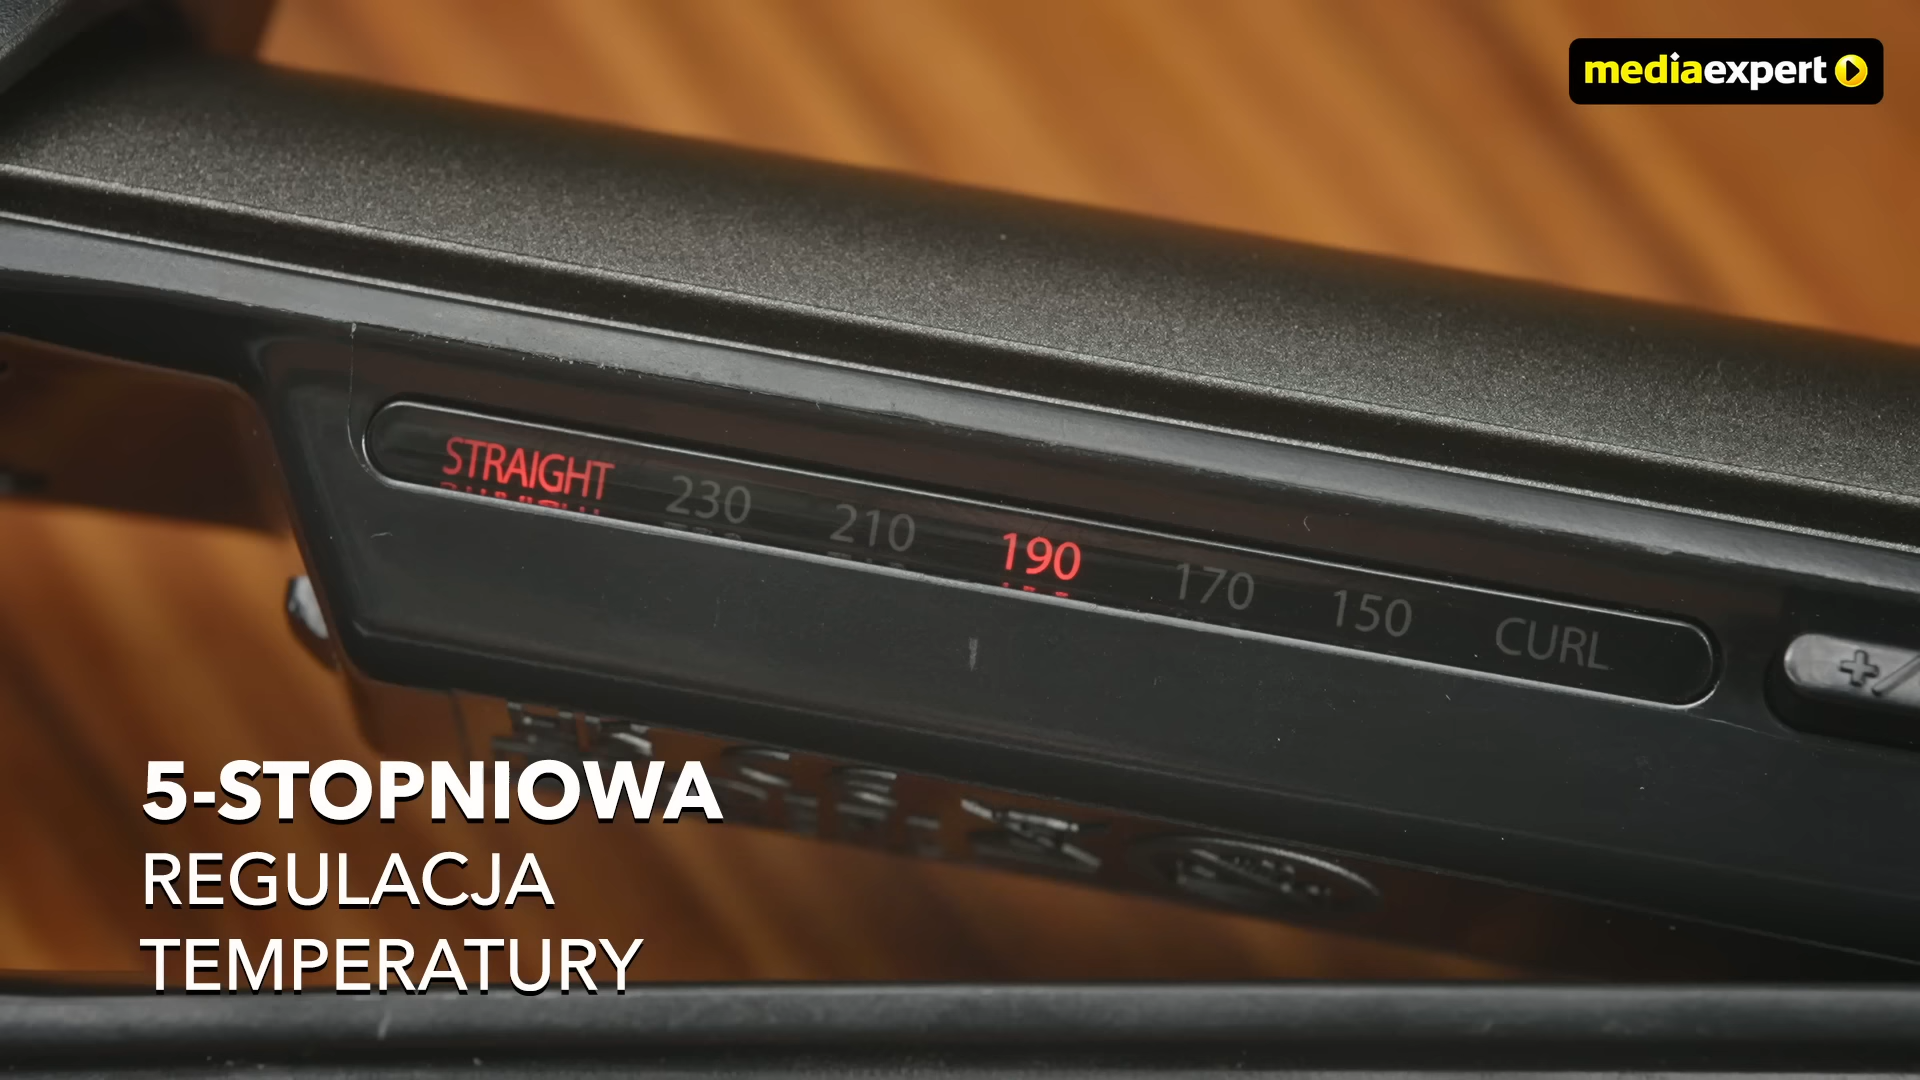 mediaexpert
STRAIGHT 230 210 190 170 150 CURL
+/
5-STOPNIOWA
REGULACJA
TEMPERATURY